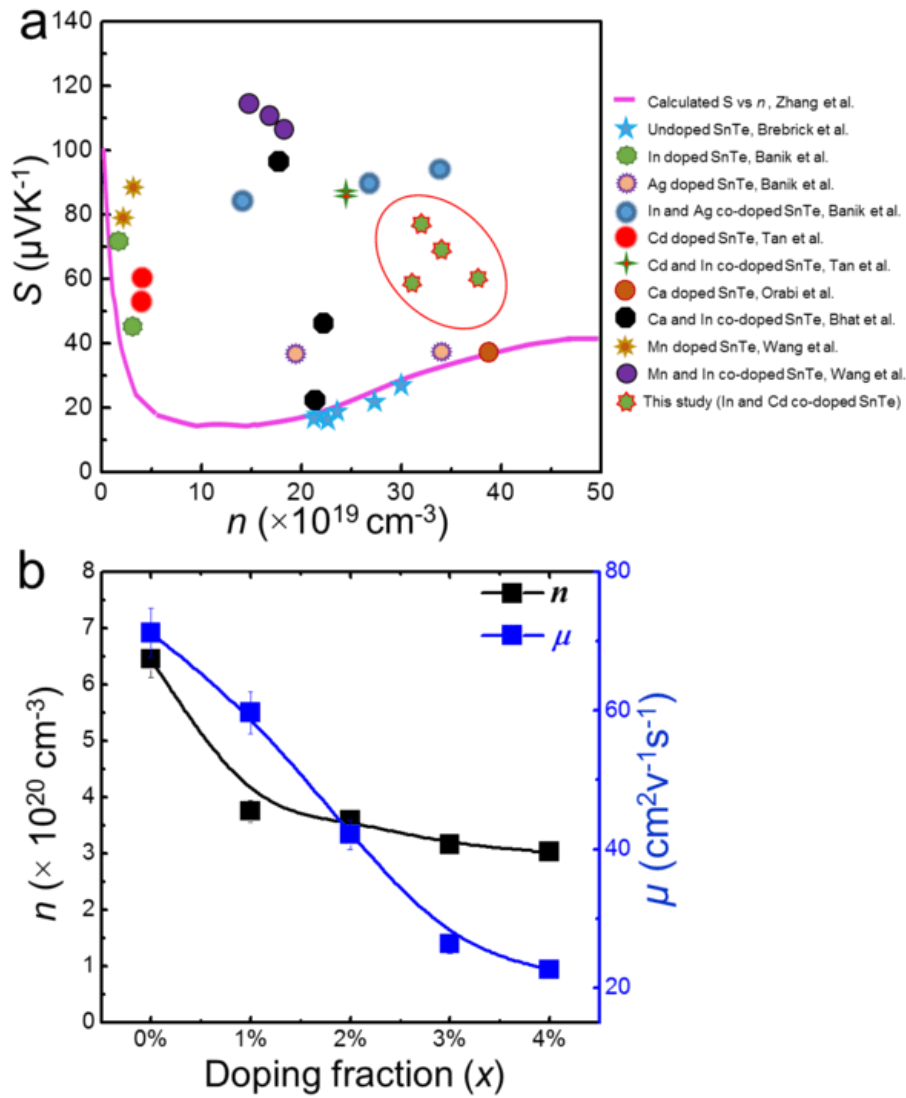 a
140
120
100
80
60
40
20
0
S (μVK⁻¹)
0 10 20 30 40 50
n (×10¹⁹ cm⁻³)
Calculated S vs n, Zhang et al.
Undoped SnTe, Brebrick et al.
In doped SnTe, Banik et al.
Ag doped SnTe, Banik et al.
In and Ag co-doped SnTe, Banik et al.
Cd doped SnTe, Tan et al.
Cd and In co-doped SnTe, Tan et al.
Ca doped SnTe, Orabi et al.
Ca and In co-doped SnTe, Bhat et al.
Mn doped SnTe, Wang et al.
Mn and In co-doped SnTe, Wang et al.
This study (In and Cd co-doped SnTe)
b
8
7
6
5
4
3
2
1
0
n (× 10²⁰ cm⁻³)
n
μ
80
60
40
20
μ (cm²v⁻¹s⁻¹)
0% 1% 2% 3% 4%
Doping fraction (x)